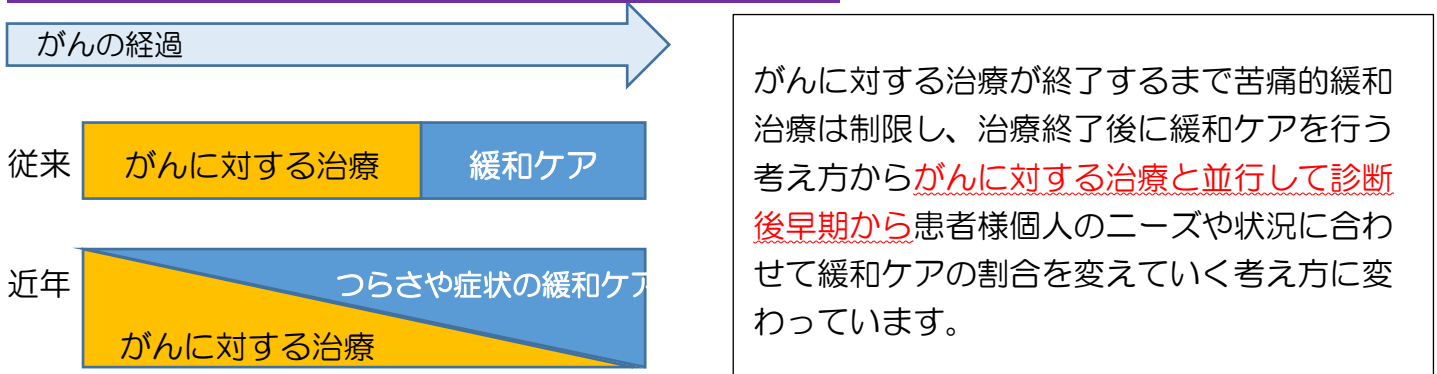 がんの経過
従来
がんに対する治療
緩和ケア
近年
つらさや症状の緩和ケア
がんに対する治療
がんに対する治療が終了するまで苦痛的緩和
治療は制限し、治療終了後に緩和ケアを行う
考え方からがんに対する治療と並行して診断
後早期から患者様個人のニーズや状況に合わ
せて緩和ケアの割合を変えていく考え方に変
わっています。